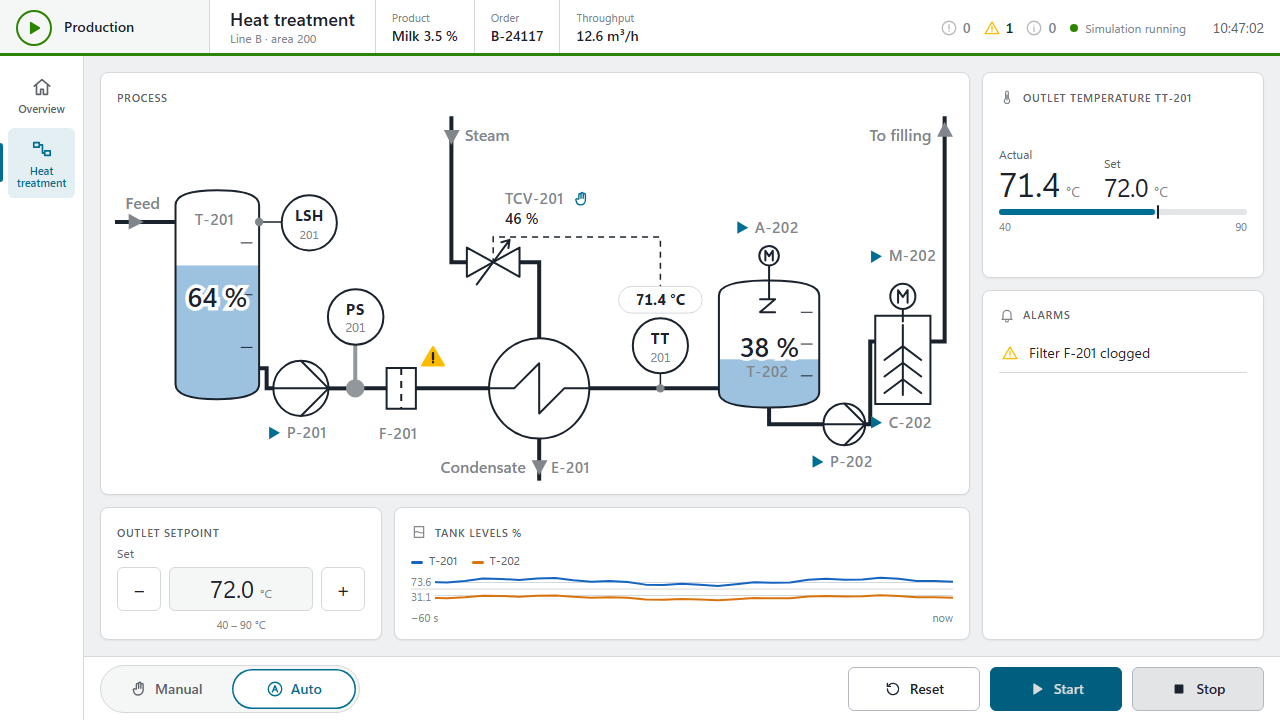 Production
Heat treatment
Line B · area 200
Product
Milk 3.5 %
Order
B-24117
Throughput
12.6 m³/h
0
1
0
Simulation running
10:47:02
Overview
Heat
treatment
PROCESS
Steam
To filling
Feed
T-201
LSH
201
TCV-201
46 %
A-202
M
M-202
M
64 %
PS
201
71.4 °C
TT
201
38 %
T-202
P-201
F-201
C-202
P-202
Condensate
E-201
OUTLET TEMPERATURE TT-201
Actual
71.4 °C
Set
72.0 °C
40
90
ALARMS
Filter F-201 clogged
OUTLET SETPOINT
Set
−
72.0 °C
+
40 – 90 °C
TANK LEVELS %
T-201
T-202
73.6
31.1
−60 s
now
Manual
A
Auto
Reset
Start
Stop